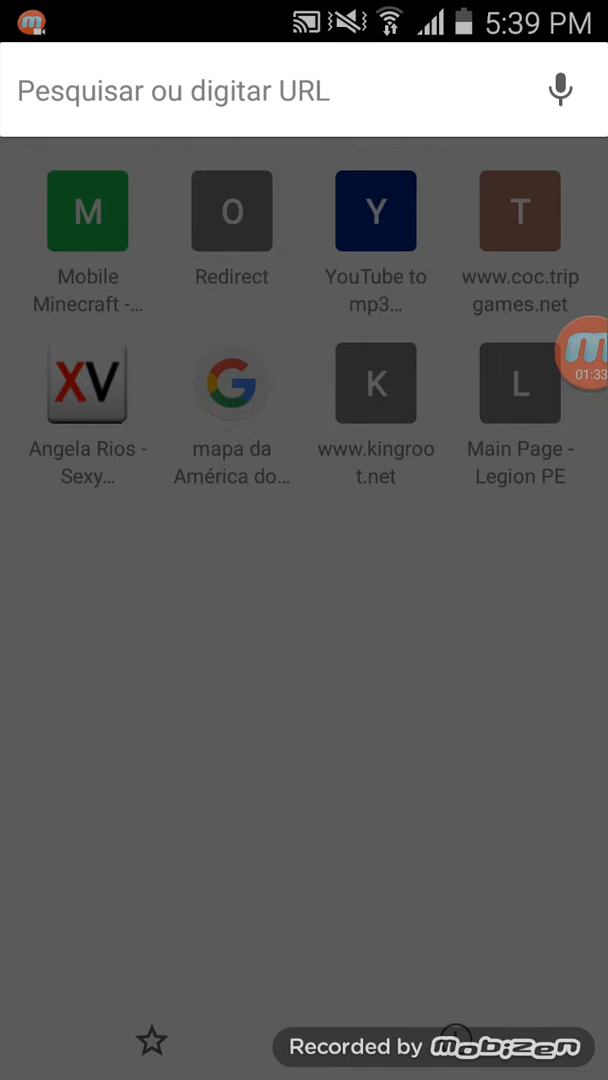 5:39 PM
Pesquisar ou digitar URL
M
O
Y
T
Mobile
Minecraft -...
Redirect
YouTube to
mp3...
www.coc.trip
games.net
m
01:33
XV
G
K
L
Angela Rios -
Sexy...
mapa da
América do...
www.kingroo
t.net
Main Page -
Legion PE
Recorded by mobizen